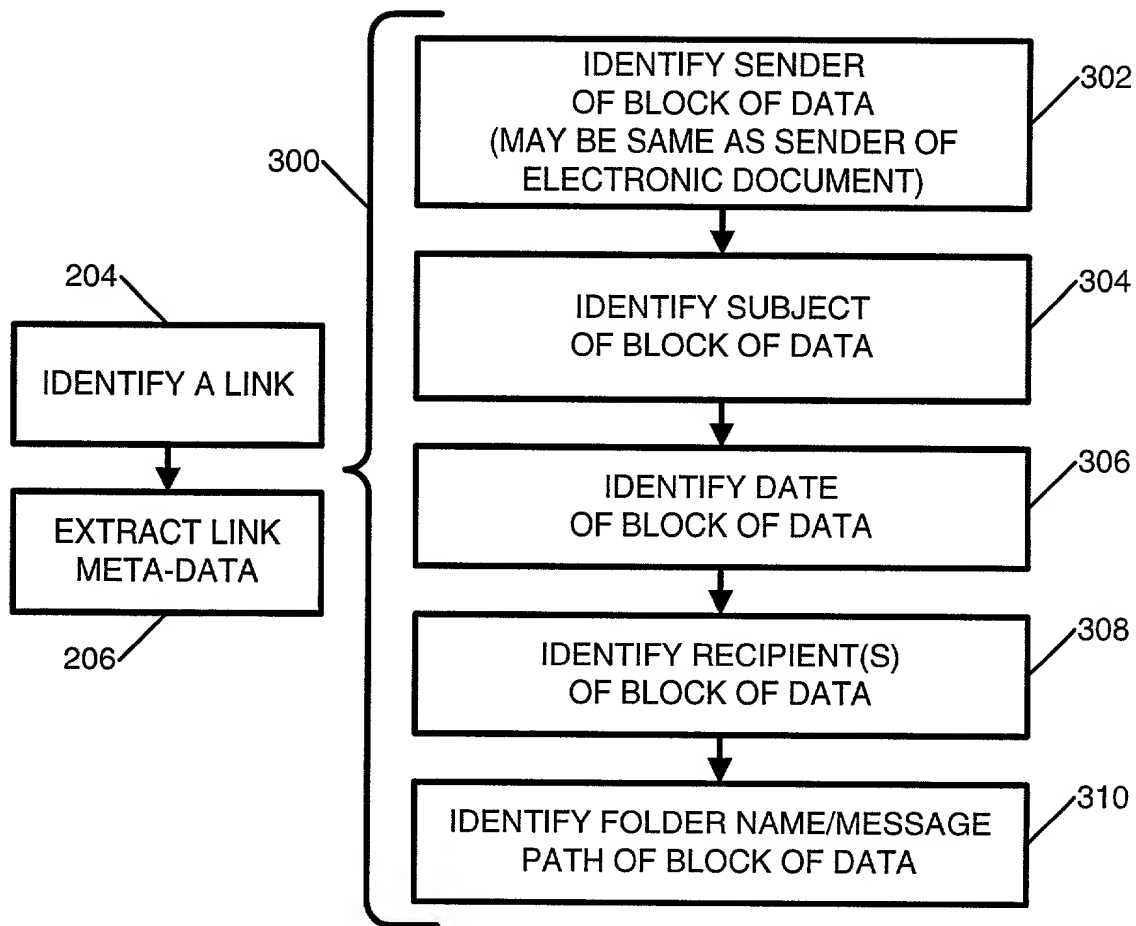 204
IDENTIFY A LINK
EXTRACT LINK
META-DATA
206
300
IDENTIFY SENDER
OF BLOCK OF DATA
(MAY BE SAME AS SENDER OF
ELECTRONIC DOCUMENT)
302
IDENTIFY SUBJECT
OF BLOCK OF DATA
304
IDENTIFY DATE
OF BLOCK OF DATA
306
IDENTIFY RECIPIENT(S)
OF BLOCK OF DATA
308
IDENTIFY FOLDER NAME/MESSAGE
PATH OF BLOCK OF DATA
310